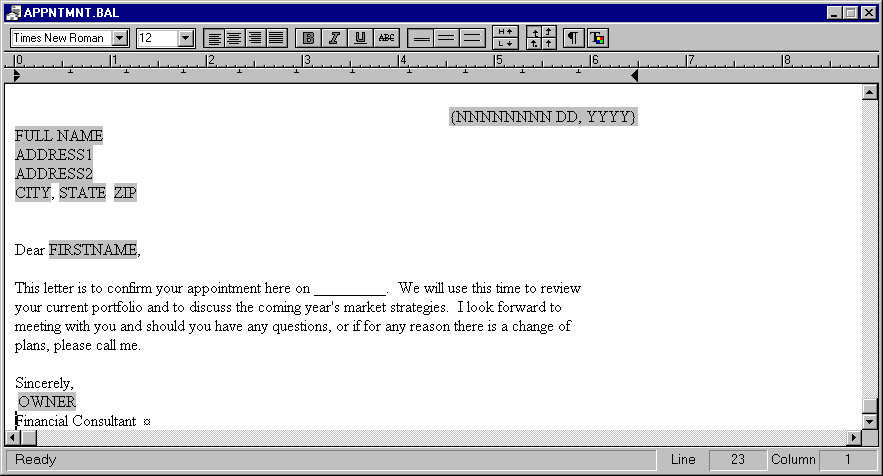 APPNTMNT.BAL
Times New Roman 12 B I U ABC H L ¶ T
0 1 2 3 4 5 6 7 8
{NNNNNNNN DD, YYYY}
FULL NAME
ADDRESS1
ADDRESS2
CITY, STATE ZIP
Dear FIRSTNAME,
This letter is to confirm your appointment here on __________. We will use this time to review
your current portfolio and to discuss the coming year's market strategies. I look forward to
meeting with you and should you have any questions, or if for any reason there is a change of
plans, please call me.
Sincerely,
OWNER
Financial Consultant ¤
Ready Line 23 Column 1